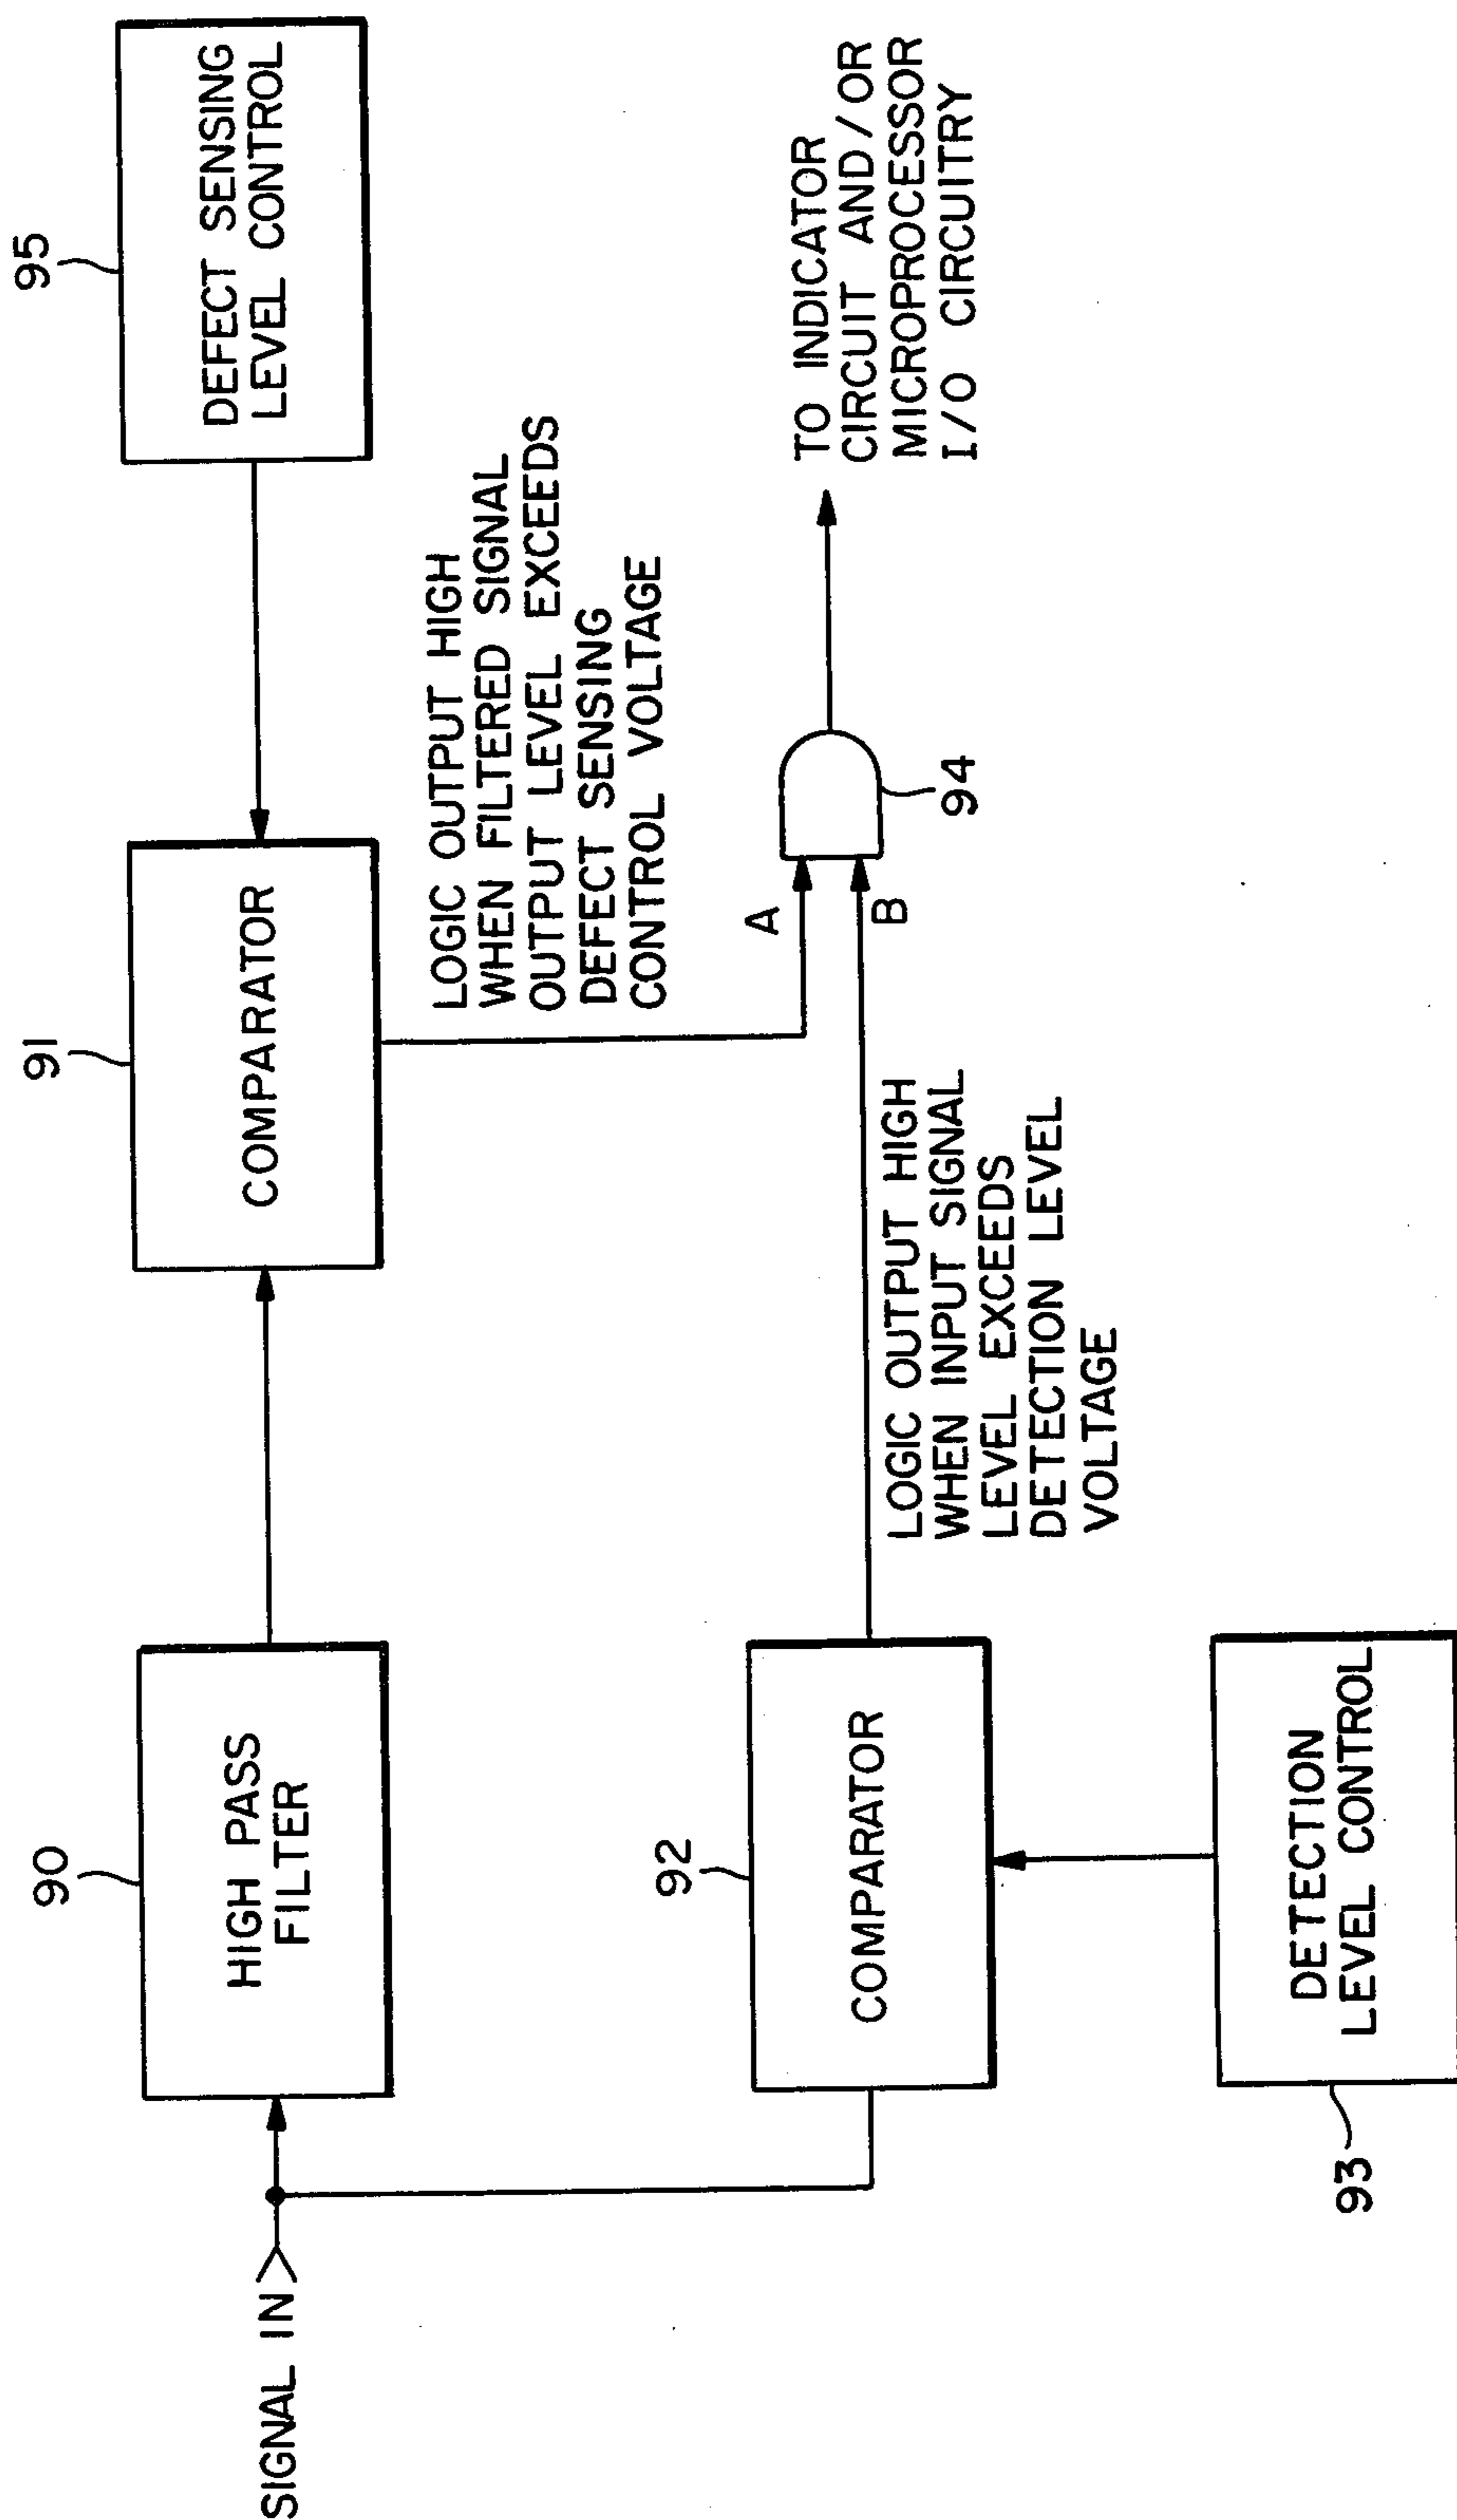 SIGNAL IN
90
HIGH PASS
FILTER
91
COMPARATOR
95
DEFECT SENSING
LEVEL CONTROL
LOGIC OUTPUT HIGH
WHEN FILTERED SIGNAL
OUTPUT LEVEL EXCEEDS
DEFECT SENSING
CONTROL VOLTAGE
92
COMPARATOR
A
B
94
TO INDICATOR
CIRCUIT AND/OR
MICROPROCESSOR
I/O CIRCUITRY
LOGIC OUTPUT HIGH
WHEN INPUT SIGNAL
LEVEL EXCEEDS
DETECTION LEVEL
VOLTAGE
93
DETECTION
LEVEL CONTROL